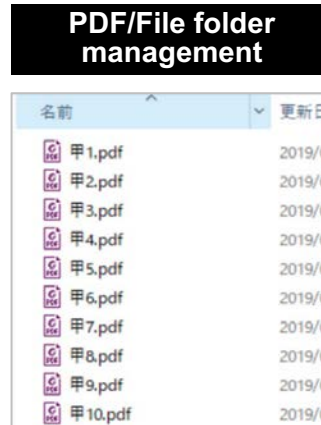 PDF/File folder
management
名前 更新日
甲1.pdf 2019/
甲2.pdf 2019/
甲3.pdf 2019/
甲4.pdf 2019/
甲5.pdf 2019/
甲6.pdf 2019/
甲7.pdf 2019/
甲8.pdf 2019/
甲9.pdf 2019/
甲10.pdf 2019/